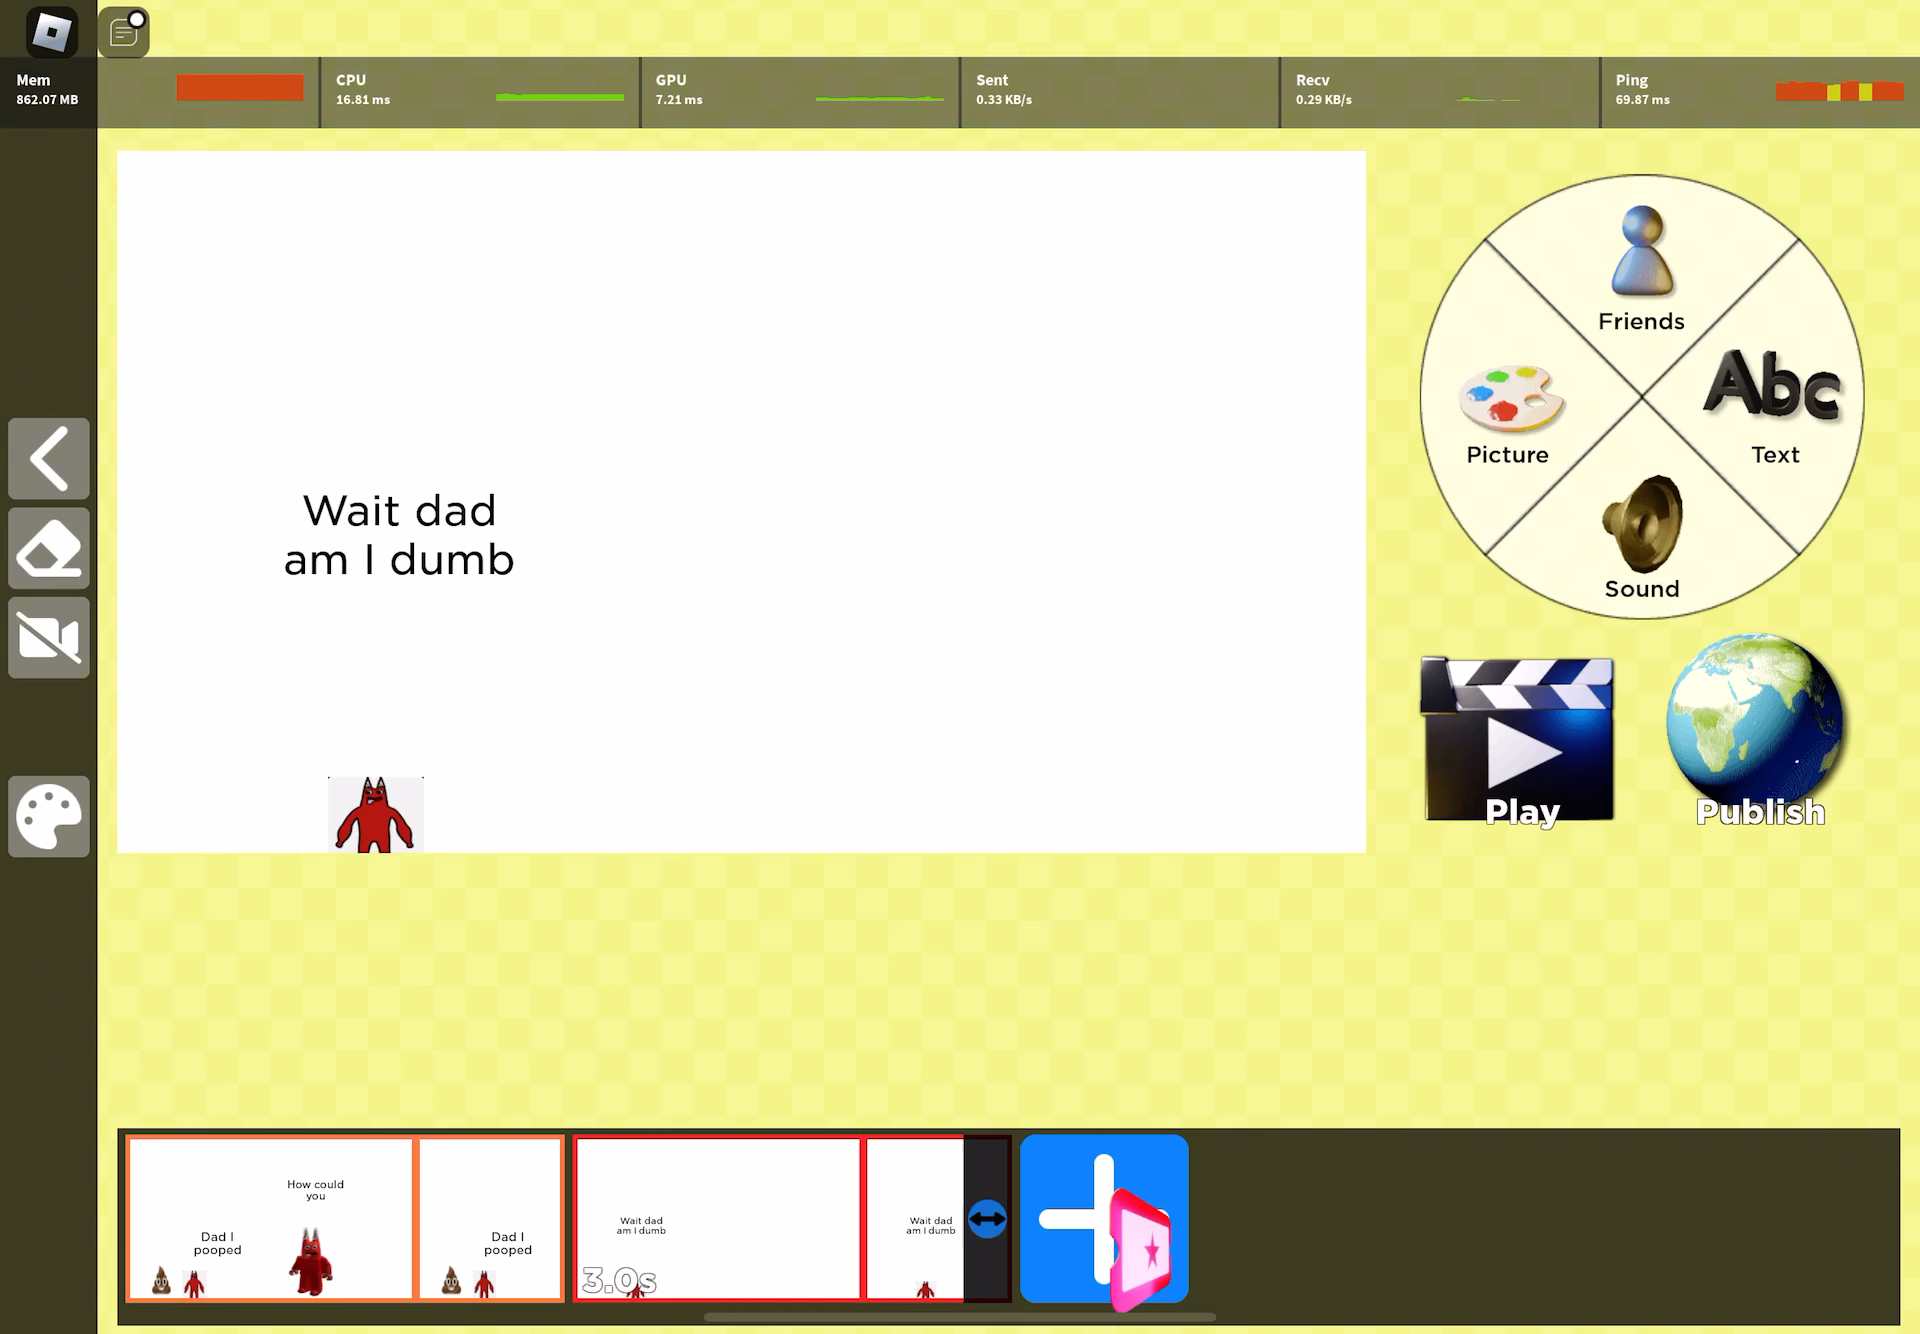 Mem
862.07 MB
CPU
16.81 ms
GPU
7.21 ms
Sent
0.33 KB/s
Recv
0.29 KB/s
Ping
69.87 ms
Wait dad
am I dumb
Friends
Picture
Abc
Text
Sound
Play
Publish
How could
you
Dad I
pooped
Dad I
pooped
Wait dad
am I dumb
3.0s
Wait dad
am I dumb